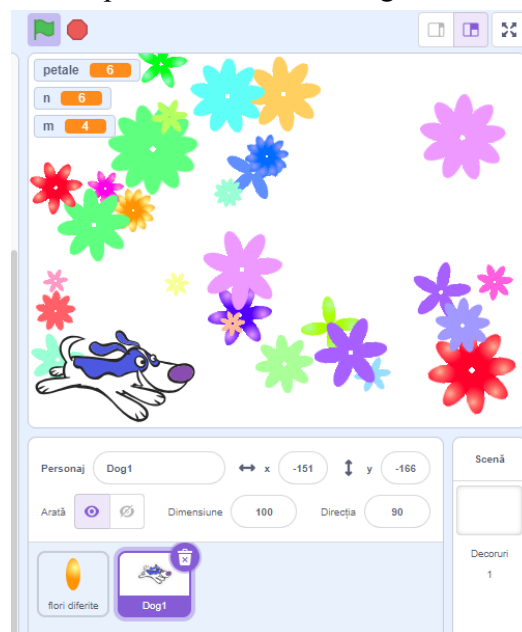 petale 6
n 6
m 4
Personaj Dog1 x -151 y -166
Arată Dimensiune 100 Direcția 90
Scenă
Decoruri
1
flori diferite
Dog1